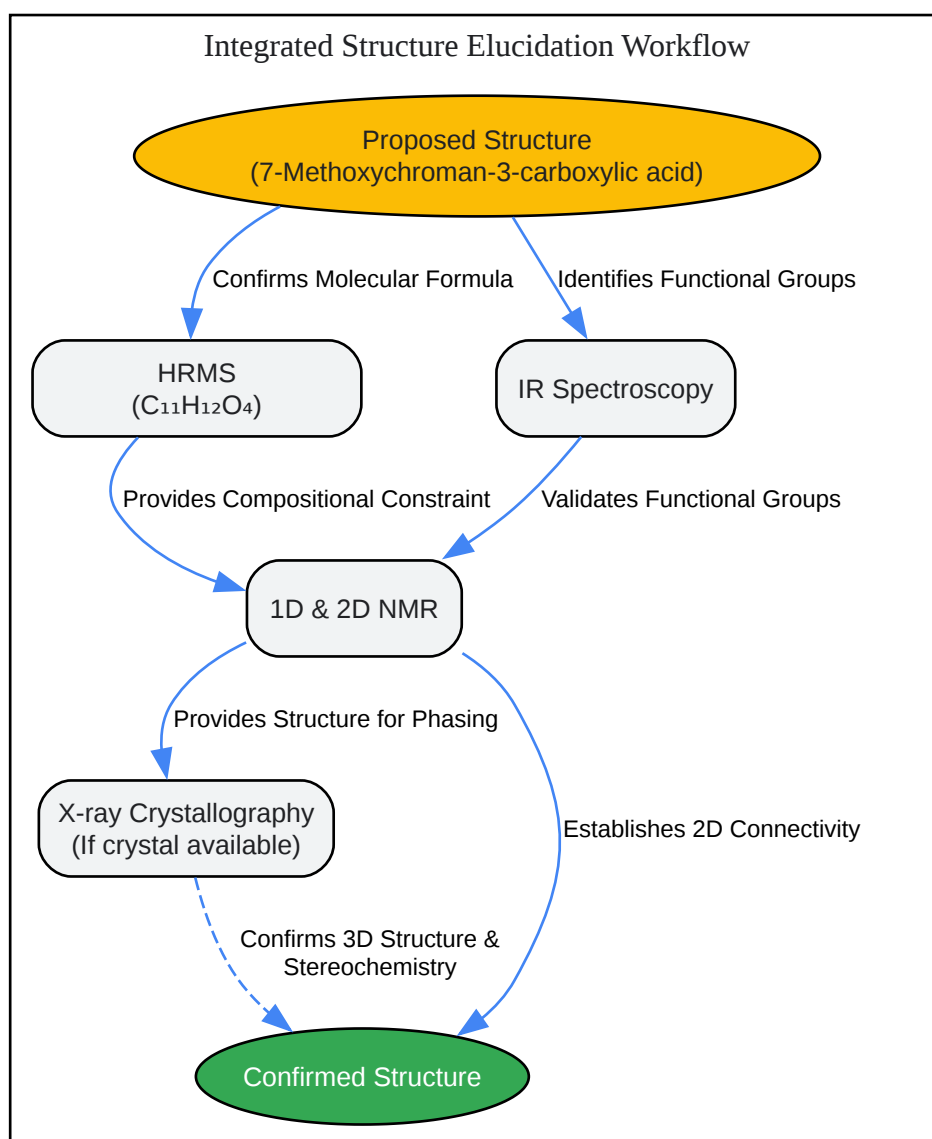 Integrated Structure Elucidation Workflow
Proposed Structure
(7-Methoxychroman-3-carboxylic acid)
Confirms Molecular Formula
Identifies Functional Groups
HRMS
(C₁₁H₁₂O₄)
IR Spectroscopy
Provides Compositional Constraint
Validates Functional Groups
1D & 2D NMR
Provides Structure for Phasing
X-ray Crystallography
(If crystal available)
Establishes 2D Connectivity
Confirms 3D Structure &
Stereochemistry
Confirmed Structure